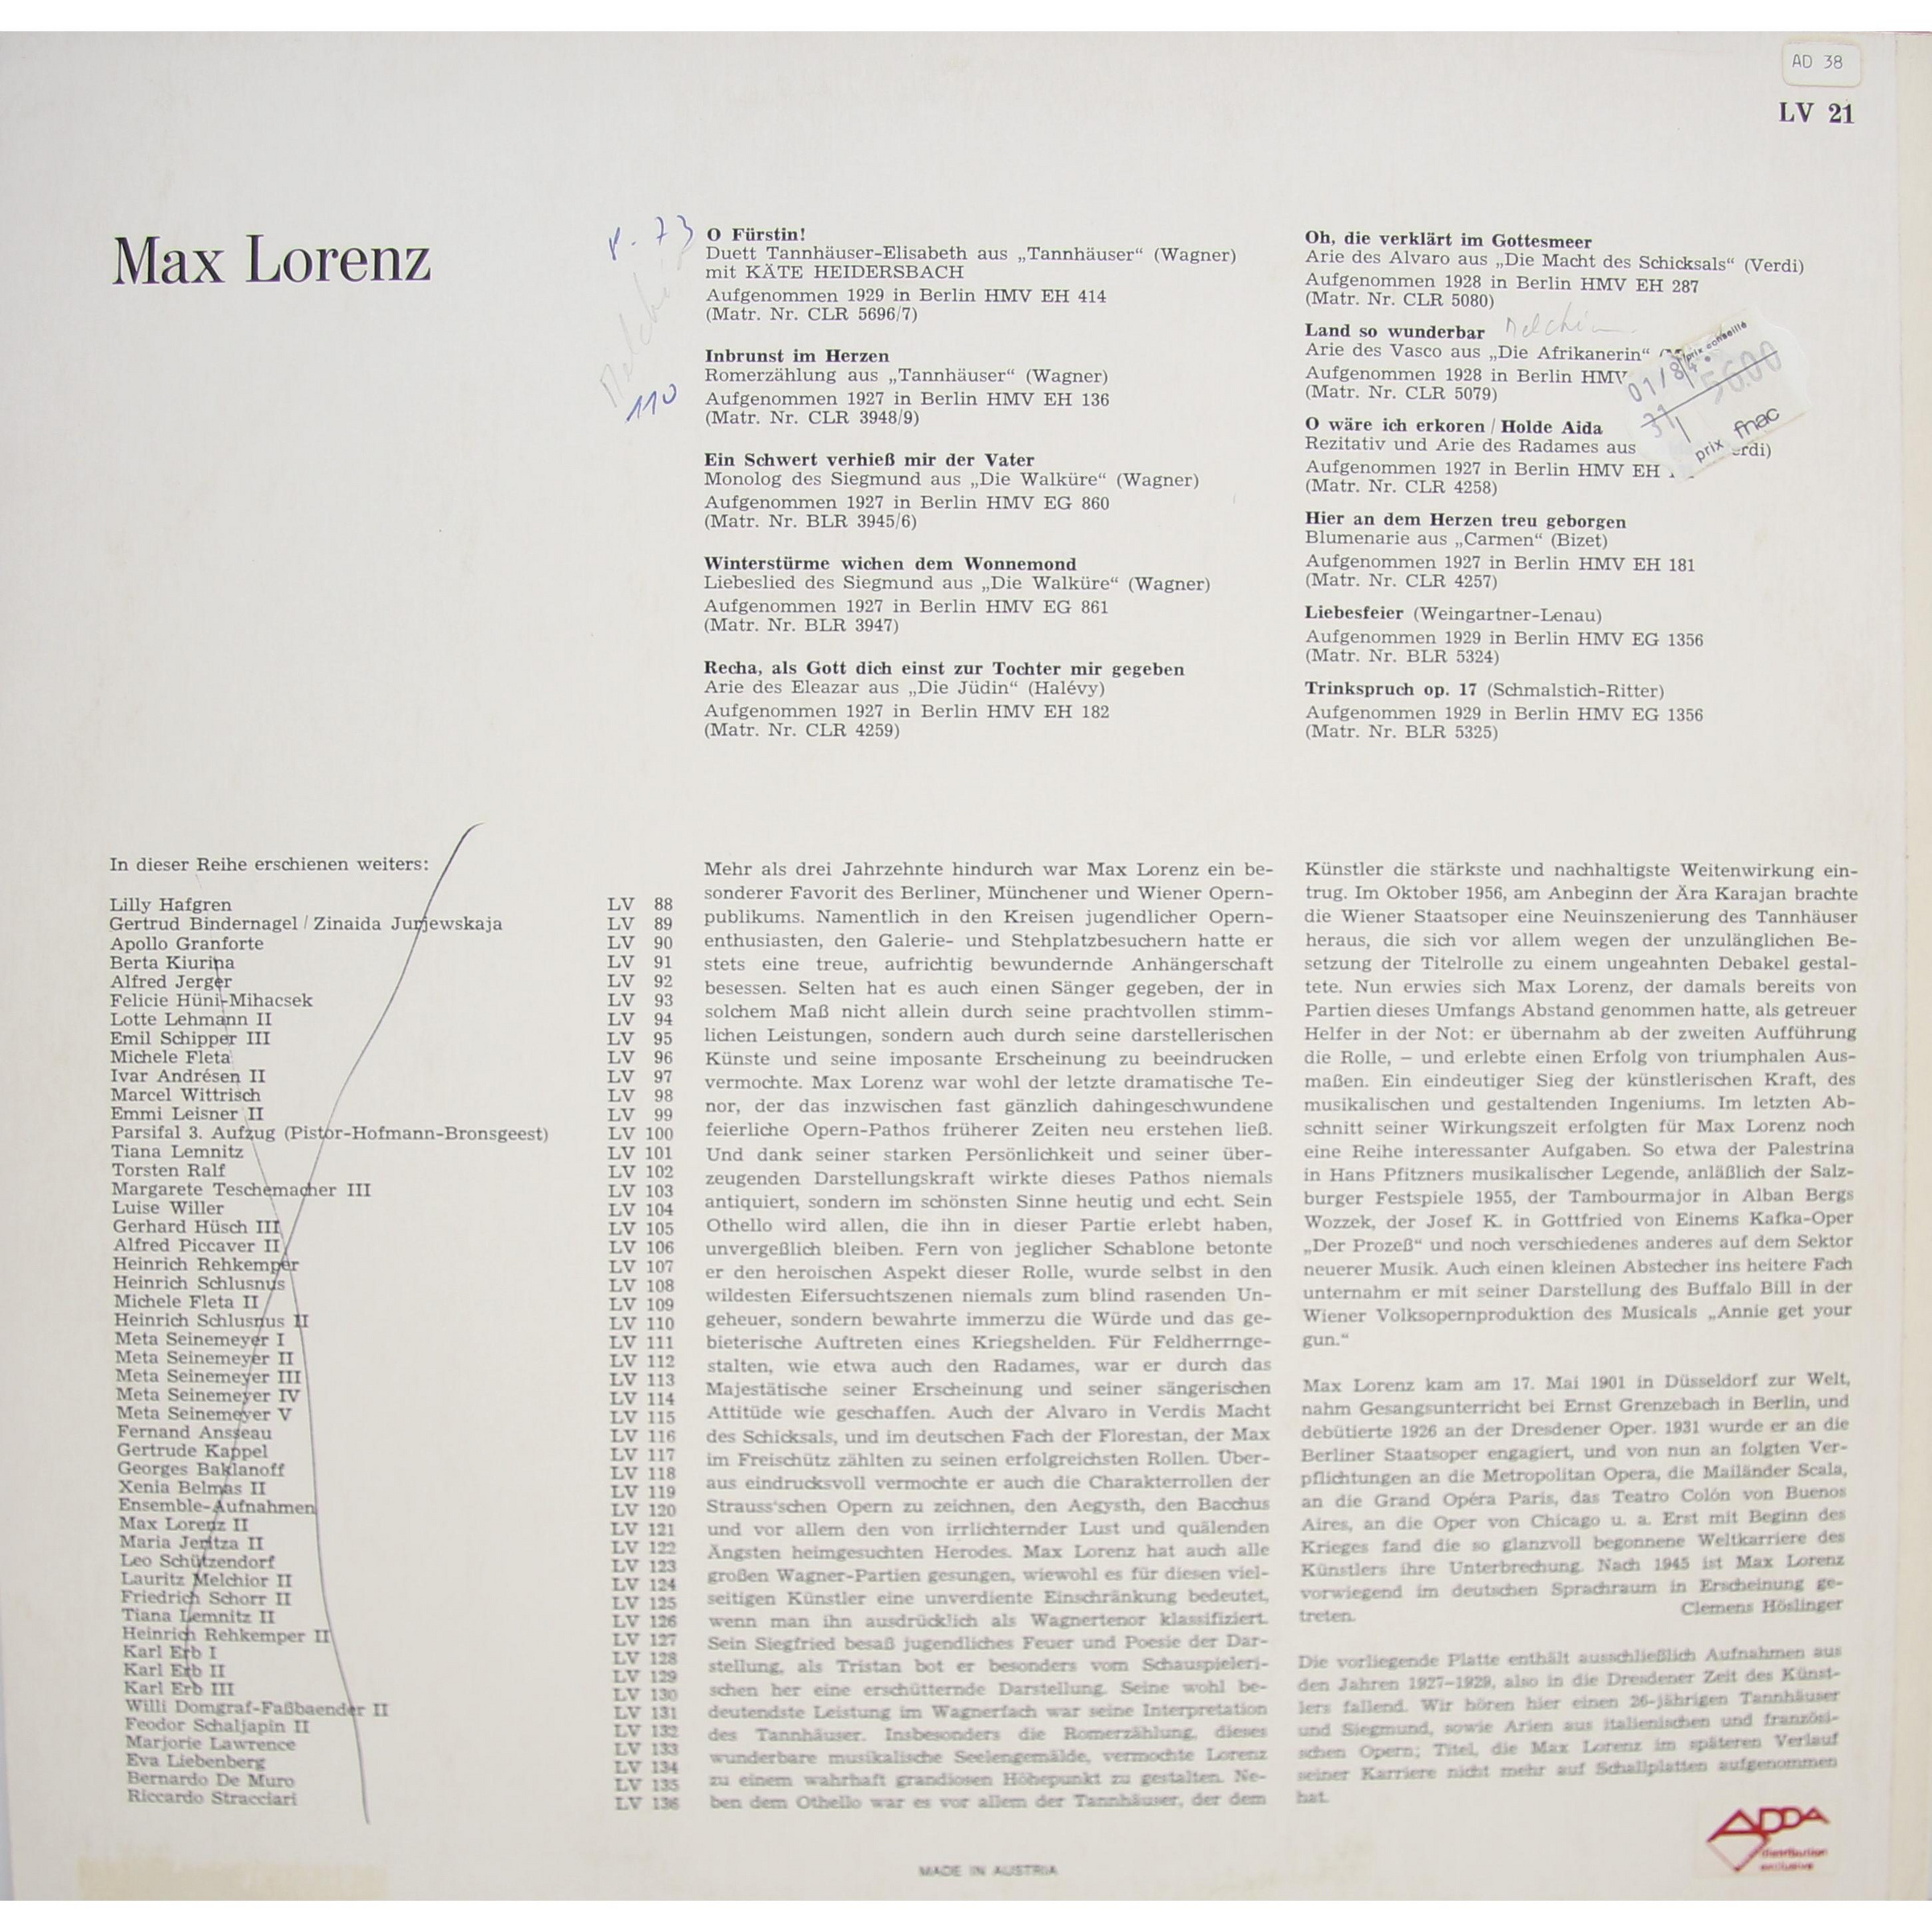 AD 38
LV 21
Max Lorenz
O Fürstin!
Duett Tannhäuser-Elisabeth aus „Tannhäuser“ (Wagner)
mit KÄTE HEIDERSBACH
Aufgenommen 1929 in Berlin HMV EH 414
(Matr. Nr. CLR 5696/7)
Inbrunst im Herzen
Romerzählung aus „Tannhäuser“ (Wagner)
Aufgenommen 1927 in Berlin HMV EH 136
(Matr. Nr. CLR 3948/9)
110
Ein Schwert verhieß mir der Vater
Monolog des Siegmund aus „Die Walküre“ (Wagner)
Aufgenommen 1927 in Berlin HMV EG 860
(Matr. Nr. BLR 3945/6)
Winterstürme wichen dem Wonnemond
Liebeslied des Siegmund aus „Die Walküre“ (Wagner)
Aufgenommen 1927 in Berlin HMV EG 861
(Matr. Nr. BLR 3947)
Recha, als Gott dich einst zur Tochter mir gegeben
Arie des Eleazar aus „Die Jüdin“ (Halévy)
Aufgenommen 1927 in Berlin HMV EH 182
(Matr. Nr. CLR 4259)
Oh, die verklärt im Gottesmeer
Arie des Alvaro aus „Die Macht des Schicksals“ (Verdi)
Aufgenommen 1928 in Berlin HMV EH 287
(Matr. Nr. CLR 5080)
Land so wunderbar
Arie des Vasco aus „Die Afrikanerin“
Aufgenommen 1928 in Berlin HMV
(Matr. Nr. CLR 5079)
prix conseillé
01/84
56.00
31
prix fnac
O wäre ich erkoren / Holde Aida
Rezitativ und Arie des Radames aus erdi)
Aufgenommen 1927 in Berlin HMV EH
(Matr. Nr. CLR 4258)
Hier an dem Herzen treu geborgen
Blumenarie aus „Carmen“ (Bizet)
Aufgenommen 1927 in Berlin HMV EH 181
(Matr. Nr. CLR 4257)
Liebesfeier (Weingartner-Lenau)
Aufgenommen 1929 in Berlin HMV EG 1356
(Matr. Nr. BLR 5324)
Trinkspruch op. 17 (Schmalstich-Ritter)
Aufgenommen 1929 in Berlin HMV EG 1356
(Matr. Nr. BLR 5325)
In dieser Reihe erschienen weiters:
Lilly Hafgren LV 88
Gertrud Bindernagel / Zinaida Jurjewskaja LV 89
Apollo Granforte LV 90
Berta Kiurina LV 91
Alfred Jerger LV 92
Felicie Hüni-Mihacsek LV 93
Lotte Lehmann II LV 94
Emil Schipper III LV 95
Michele Fleta LV 96
Ivar Andrésen II LV 97
Marcel Wittrisch LV 98
Emmi Leisner II LV 99
Parsifal 3. Aufzug (Pistor-Hofmann-Bronsgeest) LV 100
Tiana Lemnitz LV 101
Torsten Ralf LV 102
Margarete Teschemacher III LV 103
Luise Willer LV 104
Gerhard Hüsch III LV 105
Alfred Piccaver II LV 106
Heinrich Rehkemper LV 107
Heinrich Schlusnus LV 108
Michele Fleta II LV 109
Heinrich Schlusnus II LV 110
Meta Seinemeyer I LV 111
Meta Seinemeyer II LV 112
Meta Seinemeyer III LV 113
Meta Seinemeyer IV LV 114
Meta Seinemeyer V LV 115
Fernand Ansseau LV 116
Gertrude Kappel LV 117
Georges Baklanoff LV 118
Xenia Belmas II LV 119
Ensemble-Aufnahmen LV 120
Max Lorenz II LV 121
Maria Jeritza II LV 122
Leo Schützendorf LV 123
Lauritz Melchior II LV 124
Friedrich Schorr II LV 125
Tiana Lemnitz II LV 126
Heinrich Rehkemper II LV 127
Karl Erb I LV 128
Karl Erb II LV 129
Karl Erb III LV 130
Willi Domgraf-Faßbaender II LV 131
Feodor Schaljapin II LV 132
Marjorie Lawrence LV 133
Eva Liebenberg LV 134
Bernardo De Muro LV 135
Riccardo Stracciari LV 136
Mehr als drei Jahrzehnte hindurch war Max Lorenz ein be-
sonderer Favorit des Berliner, Münchener und Wiener Opern-
publikums. Namentlich in den Kreisen jugendlicher Opern-
enthusiasten, den Galerie- und Stehplatzbesuchern hatte er
stets eine treue, aufrichtig bewundernde Anhängerschaft
besessen. Selten hat es auch einen Sänger gegeben, der in
solchem Maß nicht allein durch seine prachtvollen stimm-
lichen Leistungen, sondern auch durch seine darstellerischen
Künste und seine imposante Erscheinung zu beeindrucken
vermochte. Max Lorenz war wohl der letzte dramatische Te-
nor, der das inzwischen fast gänzlich dahingeschwundene
feierliche Opern-Pathos früherer Zeiten neu erstehen ließ.
Und dank seiner starken Persönlichkeit und seiner über-
zeugenden Darstellungskraft wirkte dieses Pathos niemals
antiquiert, sondern im schönsten Sinne heutig und echt. Sein
Othello wird allen, die ihn in dieser Partie erlebt haben,
unvergeßlich bleiben. Fern von jeglicher Schablone betonte
er den heroischen Aspekt dieser Rolle, wurde selbst in den
wildesten Eifersuchtszenen niemals zum blind rasenden Un-
geheuer, sondern bewahrte immerzu die Würde und das ge-
bieterische Auftreten eines Kriegshelden. Für Feldherrnge-
stalten, wie etwa auch den Radames, war er durch das
Majestätische seiner Erscheinung und seiner sängerischen
Attitüde wie geschaffen. Auch der Alvaro in Verdis Macht
des Schicksals, und im deutschen Fach der Florestan, der Max
im Freischütz zählten zu seinen erfolgreichsten Rollen. Über-
aus eindrucksvoll vermochte er auch die Charakterrollen der
Strauss'schen Opern zu zeichnen, den Aegysth, den Bacchus
und vor allem den von irrlichternder Lust und quälenden
Ängsten heimgesuchten Herodes. Max Lorenz hat auch alle
großen Wagner-Partien gesungen, wiewohl es für diesen viel-
seitigen Künstler eine unverdiente Einschränkung bedeutet,
wenn man ihn ausdrücklich als Wagnertenor klassifiziert.
Sein Siegfried besaß jugendliches Feuer und Poesie der Dar-
stellung, als Tristan bot er besonders vom Schauspieleri-
schen her eine erschütternde Darstellung. Seine wohl be-
deutendste Leistung im Wagnerfach war seine Interpretation
des Tannhäuser. Insbesonders die Romerzählung, dieses
wunderbare musikalische Seelengemälde, vermochte Lorenz
zu einem wahrhaft grandiosen Höhepunkt zu gestalten. Ne-
ben dem Othello war es vor allem der Tannhäuser, der dem
Künstler die stärkste und nachhaltigste Weitenwirkung ein-
trug. Im Oktober 1956, am Anbeginn der Ära Karajan brachte
die Wiener Staatsoper eine Neuinszenierung des Tannhäuser
heraus, die sich vor allem wegen der unzulänglichen Be-
setzung der Titelrolle zu einem ungeahnten Debakel gestal-
tete. Nun erwies sich Max Lorenz, der damals bereits von
Partien dieses Umfangs Abstand genommen hatte, als getreuer
Helfer in der Not: er übernahm ab der zweiten Aufführung
die Rolle, – und erlebte einen Erfolg von triumphalen Aus-
maßen. Ein eindeutiger Sieg der künstlerischen Kraft, des
musikalischen und gestaltenden Ingeniums. Im letzten Ab-
schnitt seiner Wirkungszeit erfolgten für Max Lorenz noch
eine Reihe interessanter Aufgaben. So etwa der Palestrina
in Hans Pfitzners musikalischer Legende, anläßlich der Salz-
burger Festspiele 1955, der Tambourmajor in Alban Bergs
Wozzek, der Josef K. in Gottfried von Einems Kafka-Oper
„Der Prozeß“ und noch verschiedenes anderes auf dem Sektor
neuerer Musik. Auch einen kleinen Abstecher ins heitere Fach
unternahm er mit seiner Darstellung des Buffalo Bill in der
Wiener Volksopernproduktion des Musicals „Annie get your
gun.“
Max Lorenz kam am 17. Mai 1901 in Düsseldorf zur Welt,
nahm Gesangsunterricht bei Ernst Grenzebach in Berlin, und
debütierte 1926 an der Dresdener Oper. 1931 wurde er an die
Berliner Staatsoper engagiert, und von nun an folgten Ver-
pflichtungen an die Metropolitan Opera, die Mailänder Scala,
an die Grand Opéra Paris, das Teatro Colón von Buenos
Aires, an die Oper von Chicago u. a. Erst mit Beginn des
Krieges fand die so glanzvoll begonnene Weltkarriere des
Künstlers ihre Unterbrechung. Nach 1945 ist Max Lorenz
vorwiegend im deutschen Sprachraum in Erscheinung ge-
treten.
Clemens Höslinger
Die vorliegende Platte enthält ausschließlich Aufnahmen aus
den Jahren 1927–1929, also in die Dresdener Zeit des Künst-
lers fallend. Wir hören hier einen 26-jährigen Tannhäuser
und Siegmund, sowie Arien aus italienischen und französi-
schen Opern; Titel, die Max Lorenz im späteren Verlauf
seiner Karriere nicht mehr auf Schallplatten aufgenommen
hat.
ADDA
distribution
exclusive
MADE IN AUSTRIA